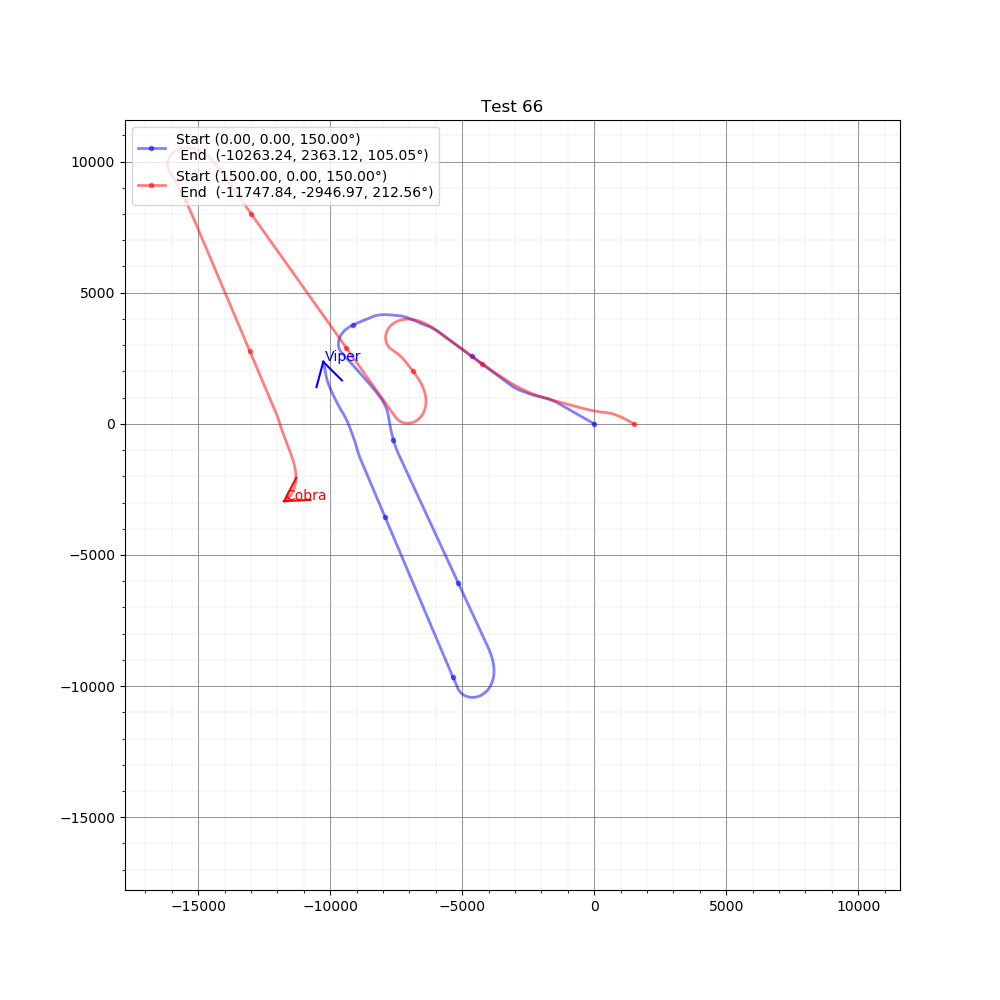 Test 66
Start (0.00, 0.00, 150.00°)
End  (-10263.24, 2363.12, 105.05°)
Start (1500.00, 0.00, 150.00°)
End  (-11747.84, -2946.97, 212.56°)
10000
5000
0
−5000
−10000
−15000
Viper
Cobra
−15000 −10000 −5000 0 5000 10000